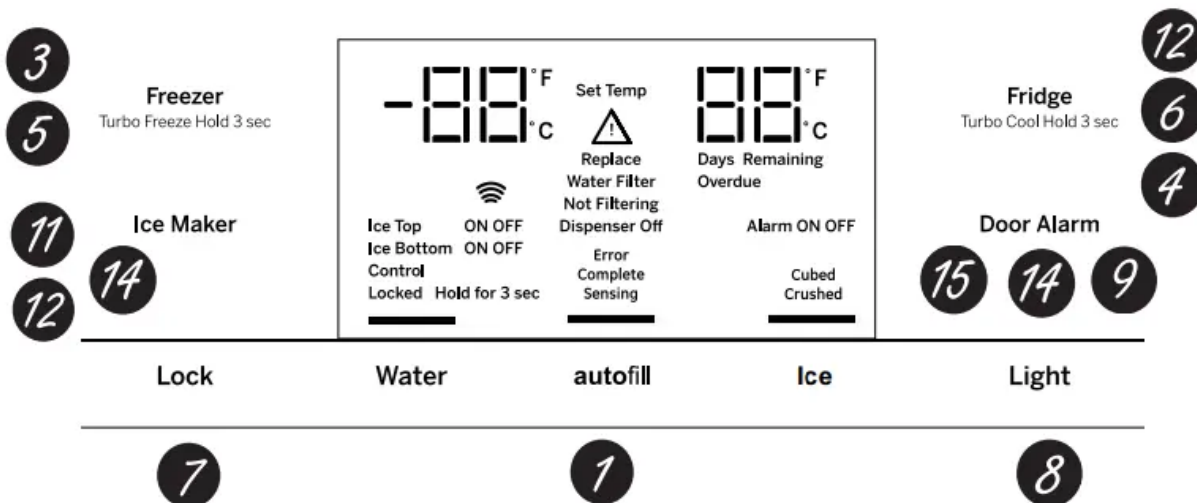 3
5
11
12
14
Freezer
Turbo Freeze Hold 3 sec
Ice Maker
-88 °F
°C
Set Temp
88 °F
°C
Replace
Water Filter
Not Filtering
Dispenser Off
Days Remaining
Overdue
Ice Top ON OFF
Ice Bottom ON OFF
Control
Locked Hold for 3 sec
Error
Complete
Sensing
Alarm ON OFF
Cubed
Crushed
12
6
4
Fridge
Turbo Cool Hold 3 sec
Door Alarm
15 14 9
Lock Water autofill Ice Light
7 1 8